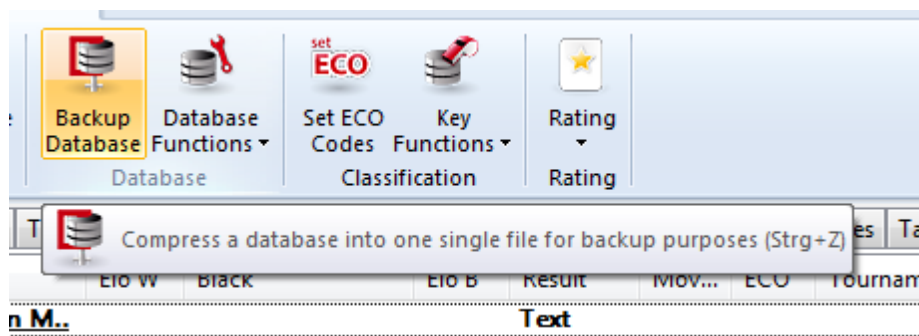 set
ECO
Backup Database
Database Functions
Set ECO Codes
Key Functions
Rating
Database
Classification
Rating
Compress a database into one single file for backup purposes (Strg+Z)
Elo W Black Elo B Result Mov... ECO
n M.. Text